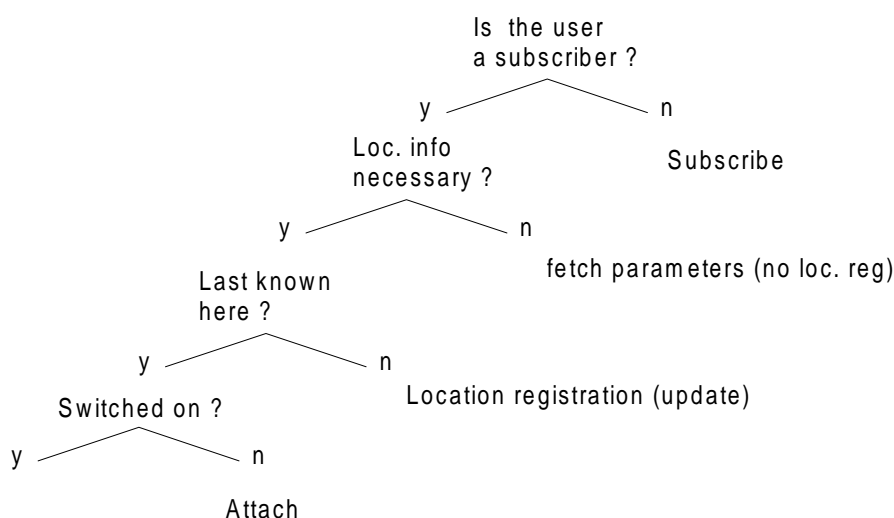 Is the user
a subscriber ?
y
n
Loc. info
necessary ?
Subscribe
y
n
Last known
here ?
fetch parameters (no loc. reg)
y
n
Switched on ?
Location registration (update)
y
n
Attach